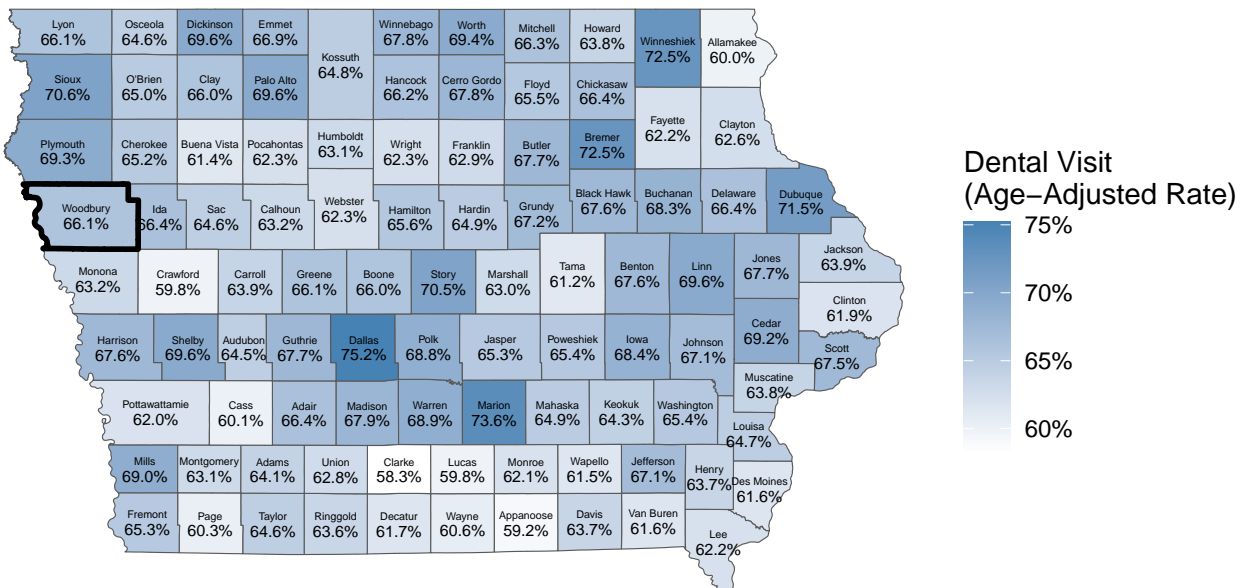 Lyon
66.1%
Osceola
64.6%
Dickinson
69.6%
Emmet
66.9%
Kossuth
64.8%
Winnebago
67.8%
Worth
69.4%
Mitchell
66.3%
Howard
63.8%
Winneshiek
72.5%
Allamakee
60.0%
Sioux
70.6%
O'Brien
65.0%
Clay
66.0%
Palo Alto
69.6%
Hancock
66.2%
Cerro Gordo
67.8%
Floyd
65.5%
Chickasaw
66.4%
Fayette
62.2%
Clayton
62.6%
Plymouth
69.3%
Cherokee
65.2%
Buena Vista
61.4%
Pocahontas
62.3%
Humboldt
63.1%
Wright
62.3%
Franklin
62.9%
Butler
67.7%
Bremer
72.5%
Woodbury
66.1%
Ida
66.4%
Sac
64.6%
Calhoun
63.2%
Webster
62.3%
Hamilton
65.6%
Hardin
64.9%
Grundy
67.2%
Black Hawk
67.6%
Buchanan
68.3%
Delaware
66.4%
Dubuque
71.5%
Monona
63.2%
Crawford
59.8%
Carroll
63.9%
Greene
66.1%
Boone
66.0%
Story
70.5%
Marshall
63.0%
Tama
61.2%
Benton
67.6%
Linn
69.6%
Jones
67.7%
Jackson
63.9%
Clinton
61.9%
Harrison
67.6%
Shelby
69.6%
Audubon
64.5%
Guthrie
67.7%
Dallas
75.2%
Polk
68.8%
Jasper
65.3%
Poweshiek
65.4%
Iowa
68.4%
Johnson
67.1%
Cedar
69.2%
Scott
67.5%
Muscatine
63.8%
Pottawattamie
62.0%
Cass
60.1%
Adair
66.4%
Madison
67.9%
Warren
68.9%
Marion
73.6%
Mahaska
64.9%
Keokuk
64.3%
Washington
65.4%
Louisa
64.7%
Mills
69.0%
Montgomery
63.1%
Adams
64.1%
Union
62.8%
Clarke
58.3%
Lucas
59.8%
Monroe
62.1%
Wapello
61.5%
Jefferson
67.1%
Henry
63.7%
Des Moines
61.6%
Fremont
65.3%
Page
60.3%
Taylor
64.6%
Ringgold
63.6%
Decatur
61.7%
Wayne
60.6%
Appanoose
59.2%
Davis
63.7%
Van Buren
61.6%
Lee
62.2%
Dental Visit
(Age−Adjusted Rate)
75%
70%
65%
60%